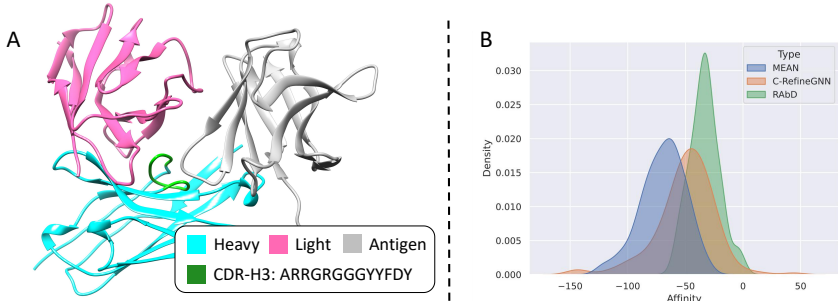 A
Heavy Light Antigen
CDR-H3: ARRGRGGGYYFDY
B
Type
MEAN
C-RefineGNN
RAbD
Density
0.030
0.025
0.020
0.015
0.010
0.005
0.000
−150 −100 −50 0 50
Affinity